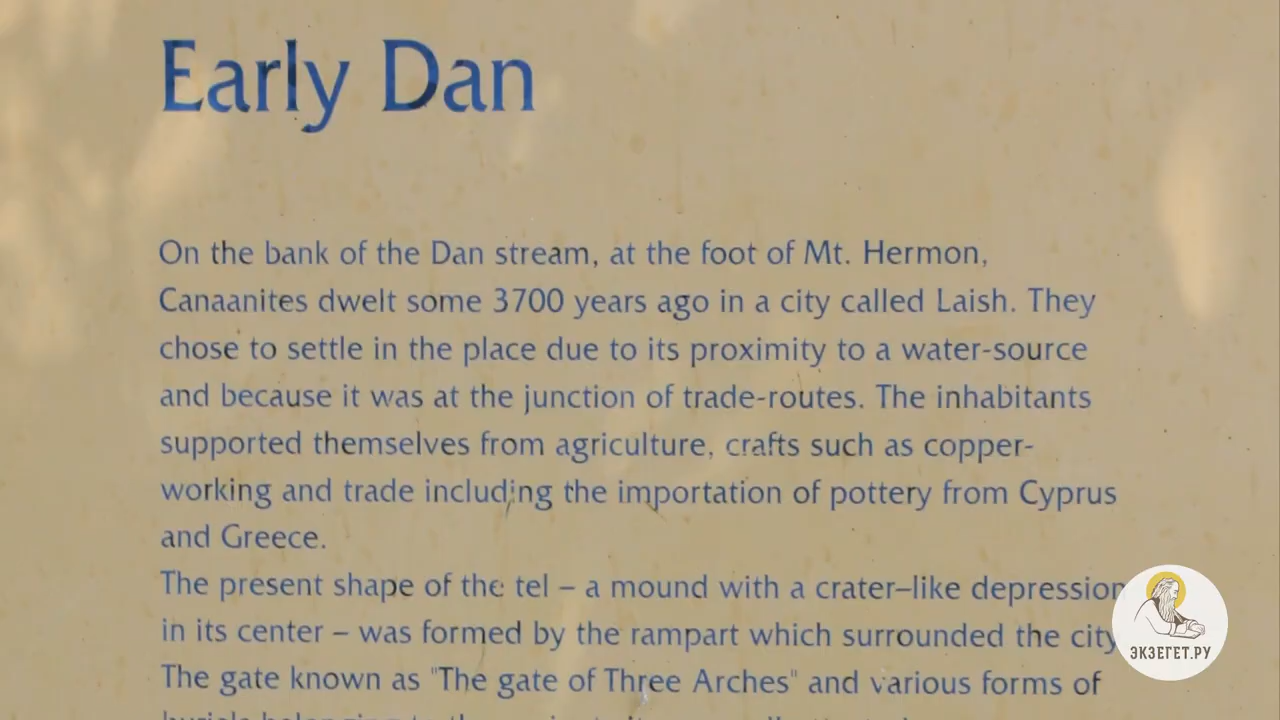 Early Dan
On the bank of the Dan stream, at the foot of Mt. Hermon,
Canaanites dwelt some 3700 years ago in a city called Laish. They
chose to settle in the place due to its proximity to a water-source
and because it was at the junction of trade-routes. The inhabitants
supported themselves from agriculture, crafts such as copper-
working and trade including the importation of pottery from Cyprus
and Greece.
The present shape of the tel – a mound with a crater–like depression
in its center – was formed by the rampart which surrounded the city
The gate known as "The gate of Three Arches" and various forms of
ЭКЗЕГЕТ.РУ